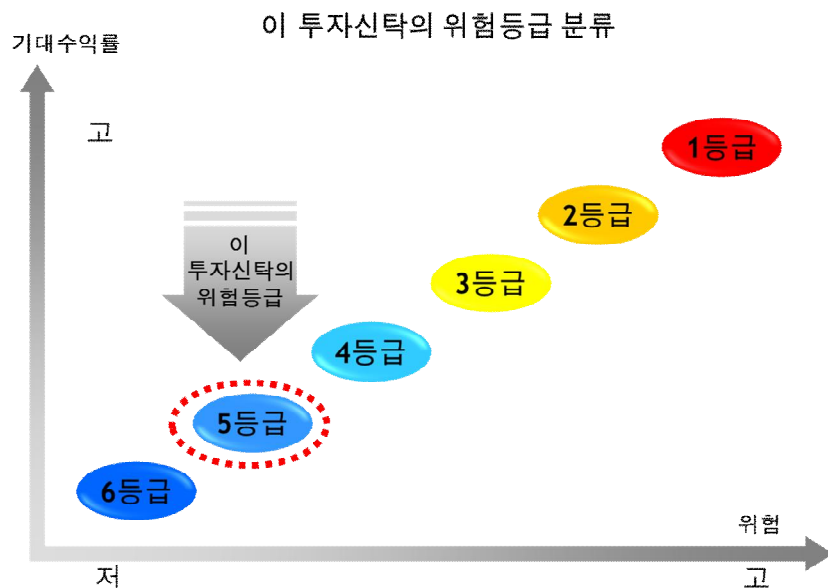 이 투자신탁의 위험등급 분류
기대수익률
고
1등급
2등급
이
투자신탁의
위험등급
3등급
4등급
5등급
6등급
위험
저
고